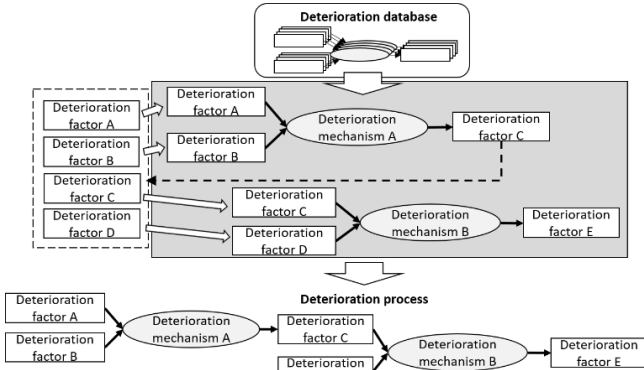 Deterioration database
Deterioration
factor A
Deterioration
factor B
Deterioration
factor C
Deterioration
factor D
Deterioration
factor A
Deterioration
factor B
Deterioration
mechanism A
Deterioration
factor C
Deterioration
factor C
Deterioration
factor D
Deterioration
mechanism B
Deterioration
factor E
Deterioration process
Deterioration
factor A
Deterioration
factor B
Deterioration
mechanism A
Deterioration
factor C
Deterioration
Deterioration
mechanism B
Deterioration
factor E